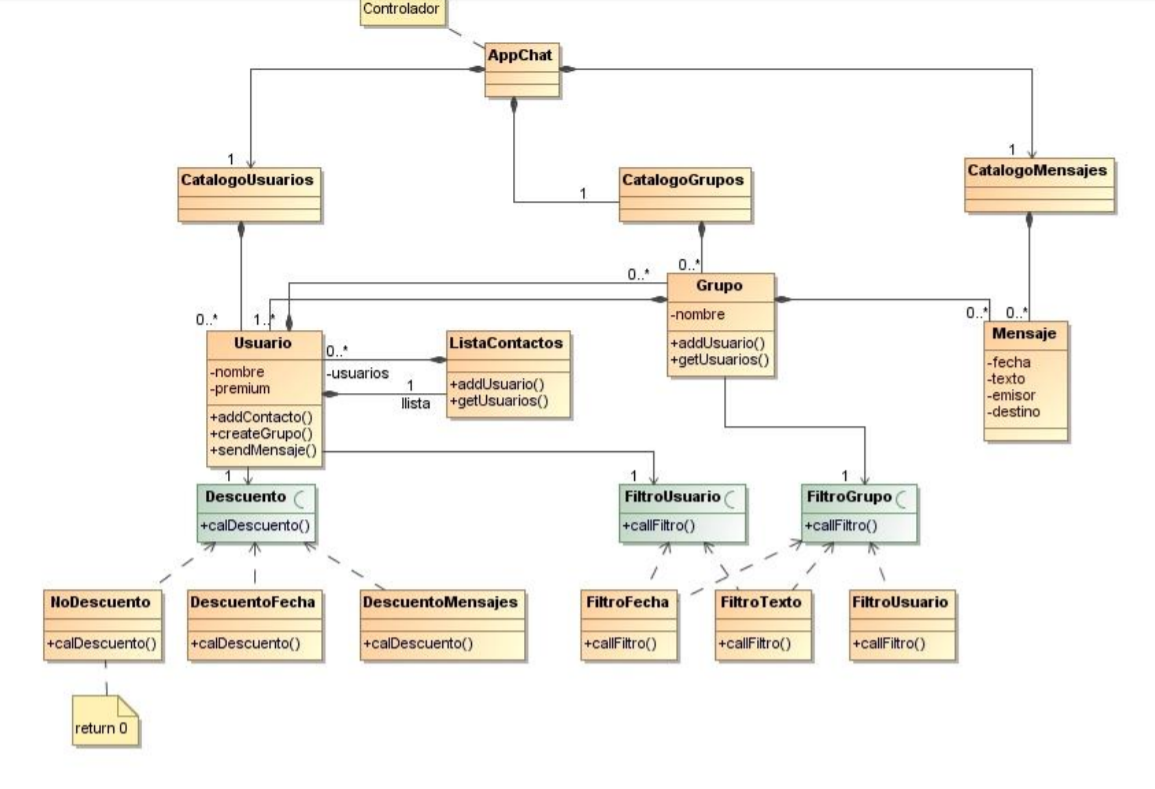 Controlador
AppChat
1
1
CatalogoUsuarios
CatalogoGrupos
CatalogoMensajes
1
0..*
0..*
Grupo
-nombre
+addUsuario()
+getUsuarios()
0..*
1..*
0..*
0..*
Usuario
-nombre
-premium
+addContacto()
+createGrupo()
+sendMensaje()
0..*
-usuarios
1
llista
ListaContactos
+addUsuario()
+getUsuarios()
Mensaje
-fecha
-texto
-emisor
-destino
1
1
1
Descuento
+calDescuento()
FiltroUsuario
+callFiltro()
FiltroGrupo
+callFiltro()
NoDescuento
+calDescuento()
DescuentoFecha
+calDescuento()
DescuentoMensajes
+calDescuento()
FiltroFecha
+callFiltro()
FiltroTexto
+callFiltro()
FiltroUsuario
+callFiltro()
return 0